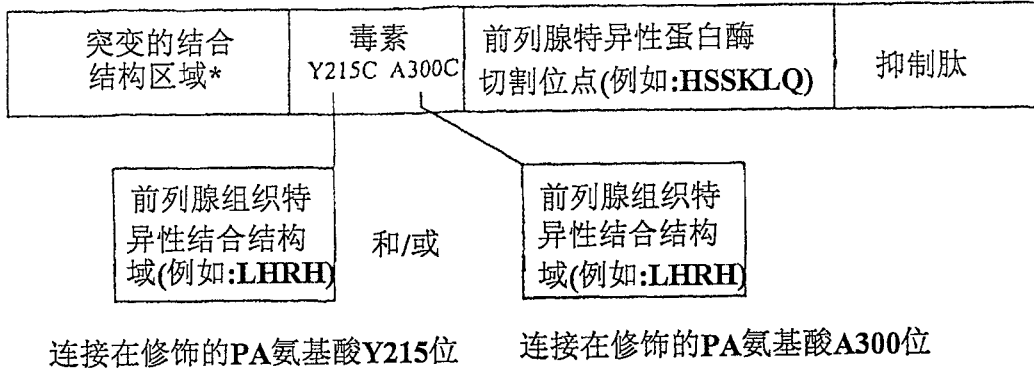 突变的结合
结构区域*
毒素
Y215C A300C
前列腺特异性蛋白酶
切割位点(例如:HSSKLQ)
抑制肽
前列腺组织特
异性结合结构
域(例如:LHRH)
和/或
前列腺组织特
异性结合结构
域(例如:LHRH)
连接在修饰的PA氨基酸Y215位
连接在修饰的PA氨基酸A300位